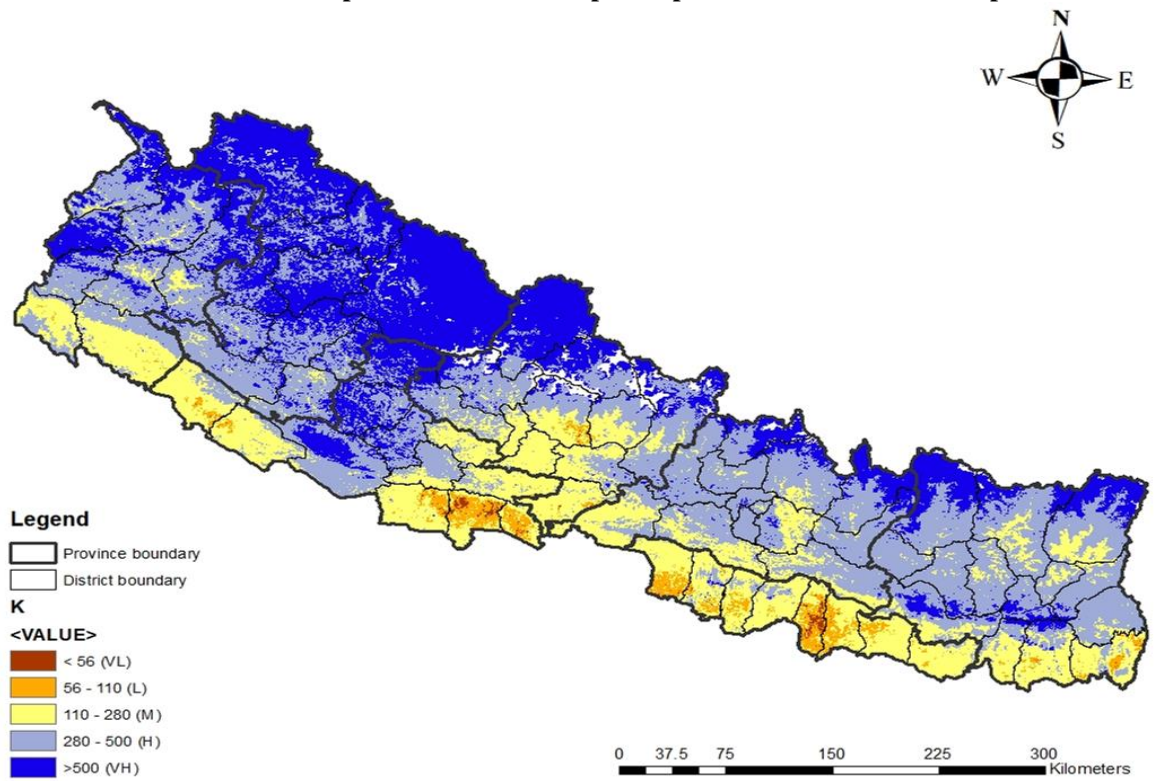 N
W E
S
Legend
Province boundary
District boundary
K
<VALUE>
< 56 (VL)
56 - 110 (L)
110 - 280 (M)
280 - 500 (H)
>500 (VH)
0 37.5 75 150 225 300
Kilometers